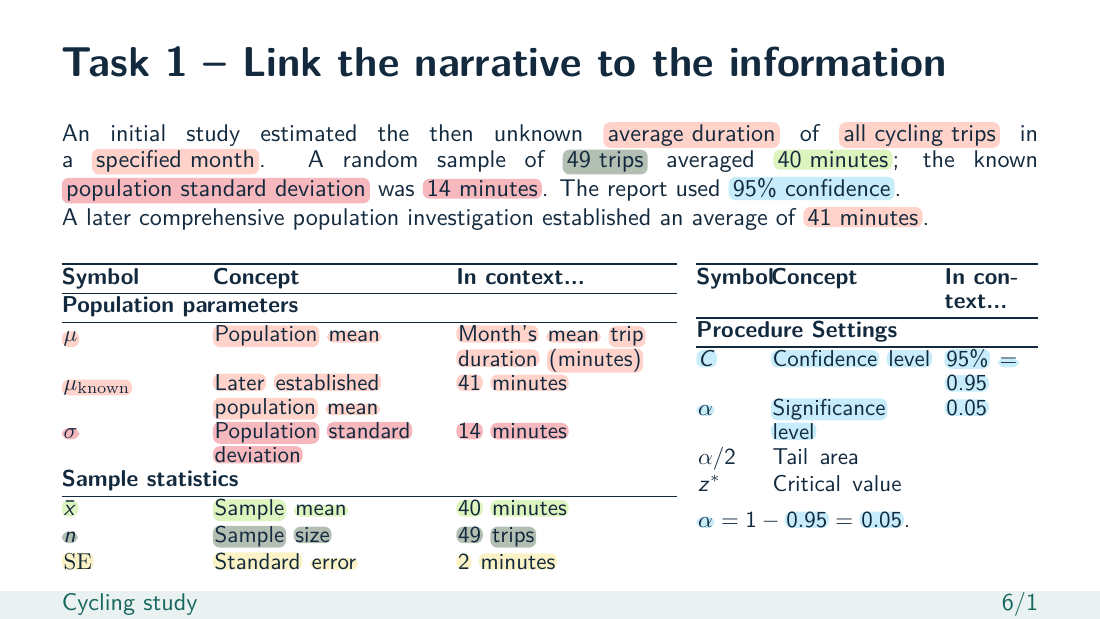 Task 1 – Link the narrative to the information
An initial study estimated the then unknown average duration of all cycling trips in
a specified month. A random sample of 49 trips averaged 40 minutes; the known
population standard deviation was 14 minutes. The report used 95% confidence.
A later comprehensive population investigation established an average of 41 minutes.
Symbol Concept In context...
Population parameters
μ Population mean Month's mean trip
duration (minutes)
μknown Later established 41 minutes
population mean
σ Population standard 14 minutes
deviation
Sample statistics
x̄ Sample mean 40 minutes
n Sample size 49 trips
SE Standard error 2 minutes
Symbol Concept In con-
text...
Procedure Settings
C Confidence level 95% =
0.95
α Significance 0.05
level
α/2 Tail area
z* Critical value
α = 1 − 0.95 = 0.05.
Cycling study 6/1